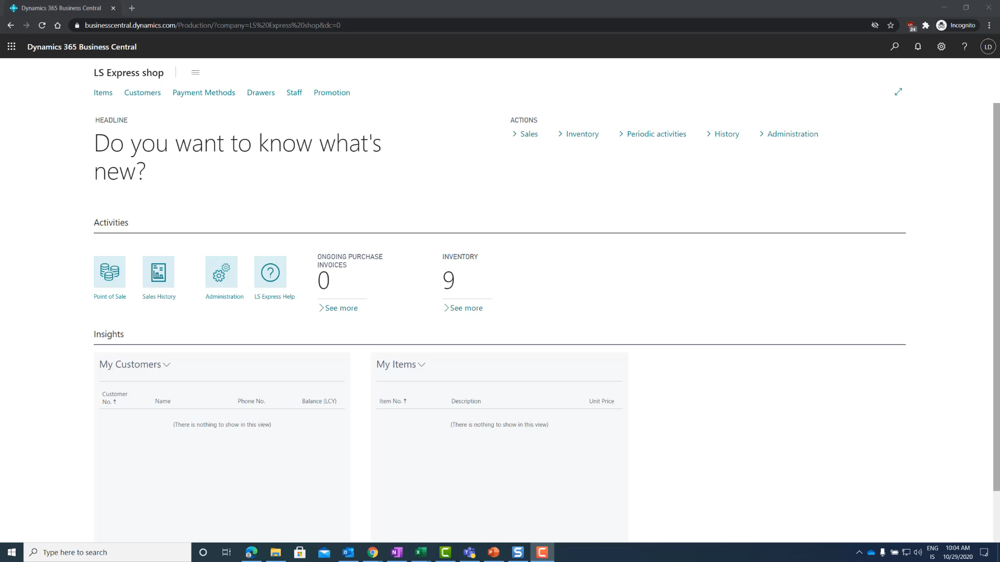 Dynamics 365 Business Central
businesscentral.dynamics.com/Production/?company=LS%20Express%20shop&dc=0
24
Incognito
Dynamics 365 Business Central
LD
LS Express shop
Items Customers Payment Methods Drawers Staff Promotion
HEADLINE
Do you want to know what's
new?
ACTIONS
Sales Inventory Periodic activities History Administration
Activities
Point of Sale
Sales History
Administration
LS Express Help
ONGOING PURCHASE
INVOICES
0
See more
INVENTORY
9
See more
Insights
My Customers
Customer
No. ↑ Name Phone No. Balance (LCY)
(There is nothing to show in this view)
My Items
Item No. ↑ Description Unit Price
(There is nothing to show in this view)
Type here to search
ENG
IS
10:04 AM
10/29/2020